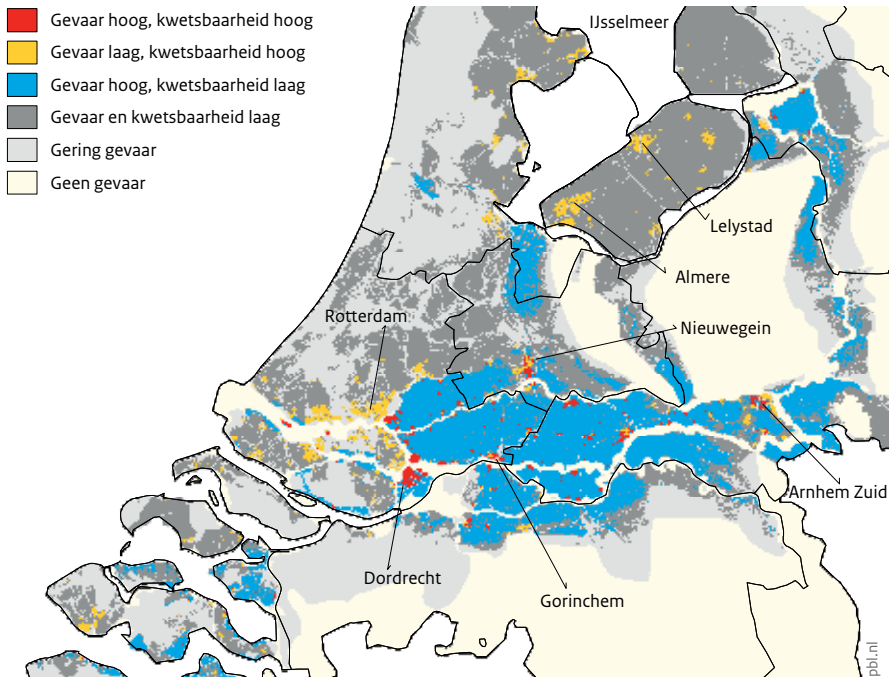 Gevaar hoog, kwetsbaarheid hoog
Gevaar laag, kwetsbaarheid hoog
Gevaar hoog, kwetsbaarheid laag
Gevaar en kwetsbaarheid laag
Gering gevaar
Geen gevaar
IJsselmeer
Lelystad
Almere
Rotterdam
Nieuwegein
Arnhem Zuid
Dordrecht
Gorinchem
pbl.nl